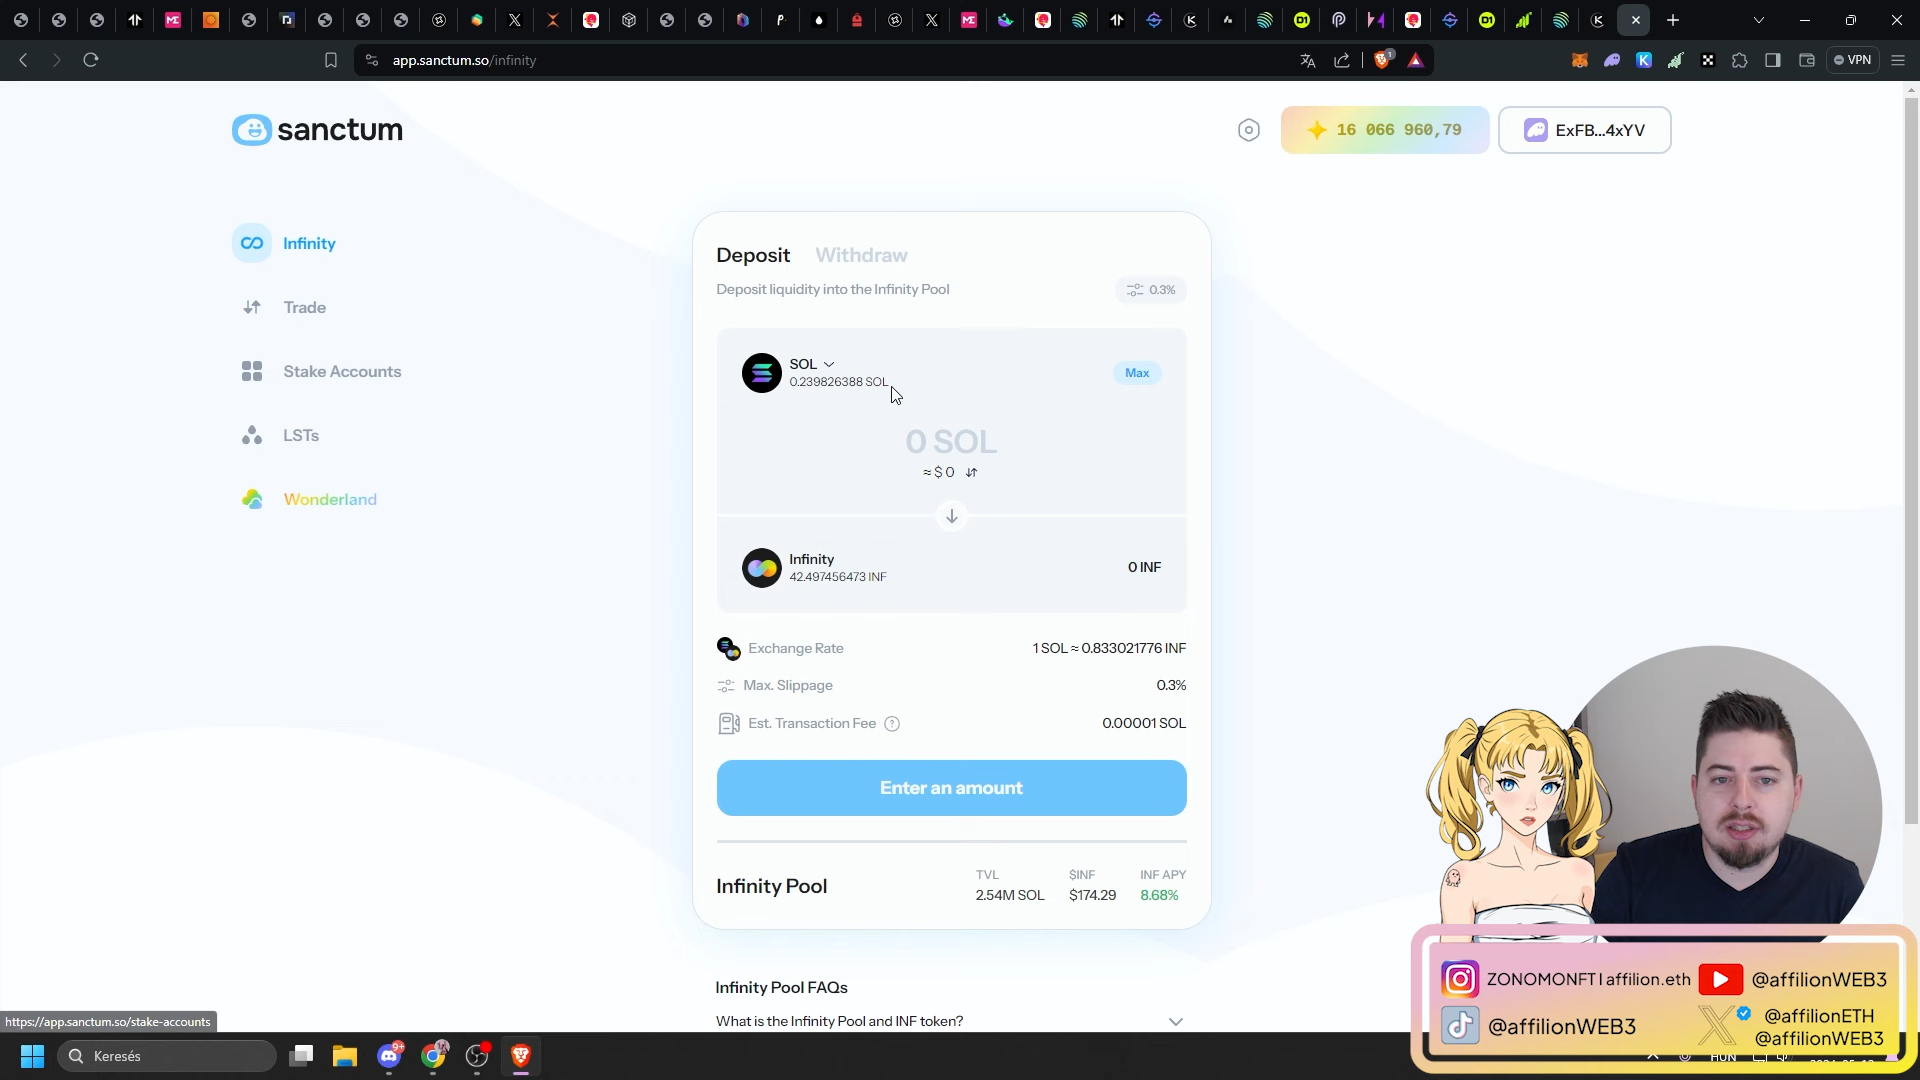 app.sanctum.so/infinity
VPN
sanctum
16 066 960,79
ExFB...4xYV
Infinity
Trade
Stake Accounts
LSTs
Wonderland
Deposit Withdraw
Deposit liquidity into the Infinity Pool
0.3%
SOL
0.239826388 SOL
Max
0 SOL
≈ $ 0
Infinity
42.497456473 INF
0 INF
Exchange Rate 1 SOL ≈ 0.833021776 INF
Max. Slippage 0.3%
Est. Transaction Fee ? 0.00001 SOL
Enter an amount
Infinity Pool
TVL $INF INF APY
2.54M SOL $174.29 8.68%
Infinity Pool FAQs
What is the Infinity Pool and INF token?
https://app.sanctum.so/stake-accounts
Keresés
9+
ZONOMONFT | affilion.eth @affilionWEB3
@affilionWEB3 @affilionETH
@affilionWEB3
HUN